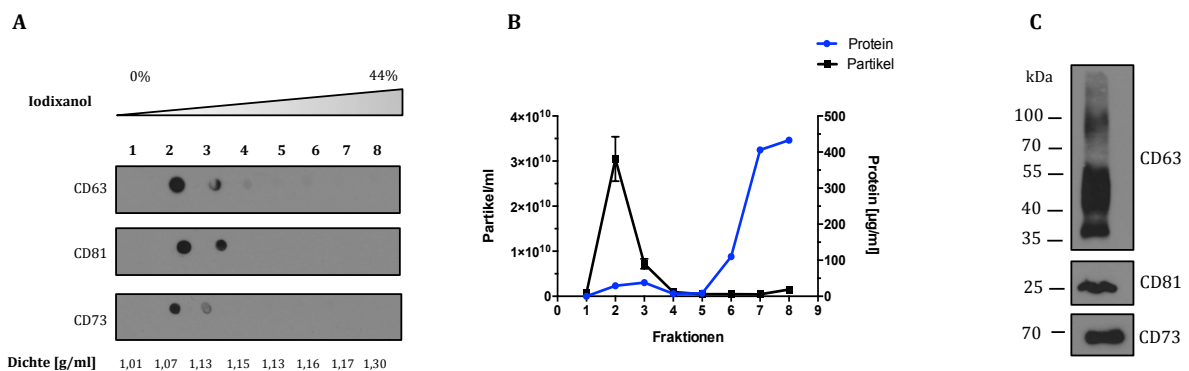 A
0%
44%
Iodixanol
1 2 3 4 5 6 7 8
CD63
CD81
CD73
Dichte [g/ml] 1,01 1,07 1,13 1,15 1,13 1,16 1,17 1,30
B
Protein
Partikel
4×10¹⁰
3×10¹⁰
2×10¹⁰
1×10¹⁰
0
Partikel/ml
500
400
300
200
100
0
Protein [µg/ml]
0 1 2 3 4 5 6 7 8 9
Fraktionen
C
kDa
100
70
55
40
35
CD63
25
CD81
70
CD73